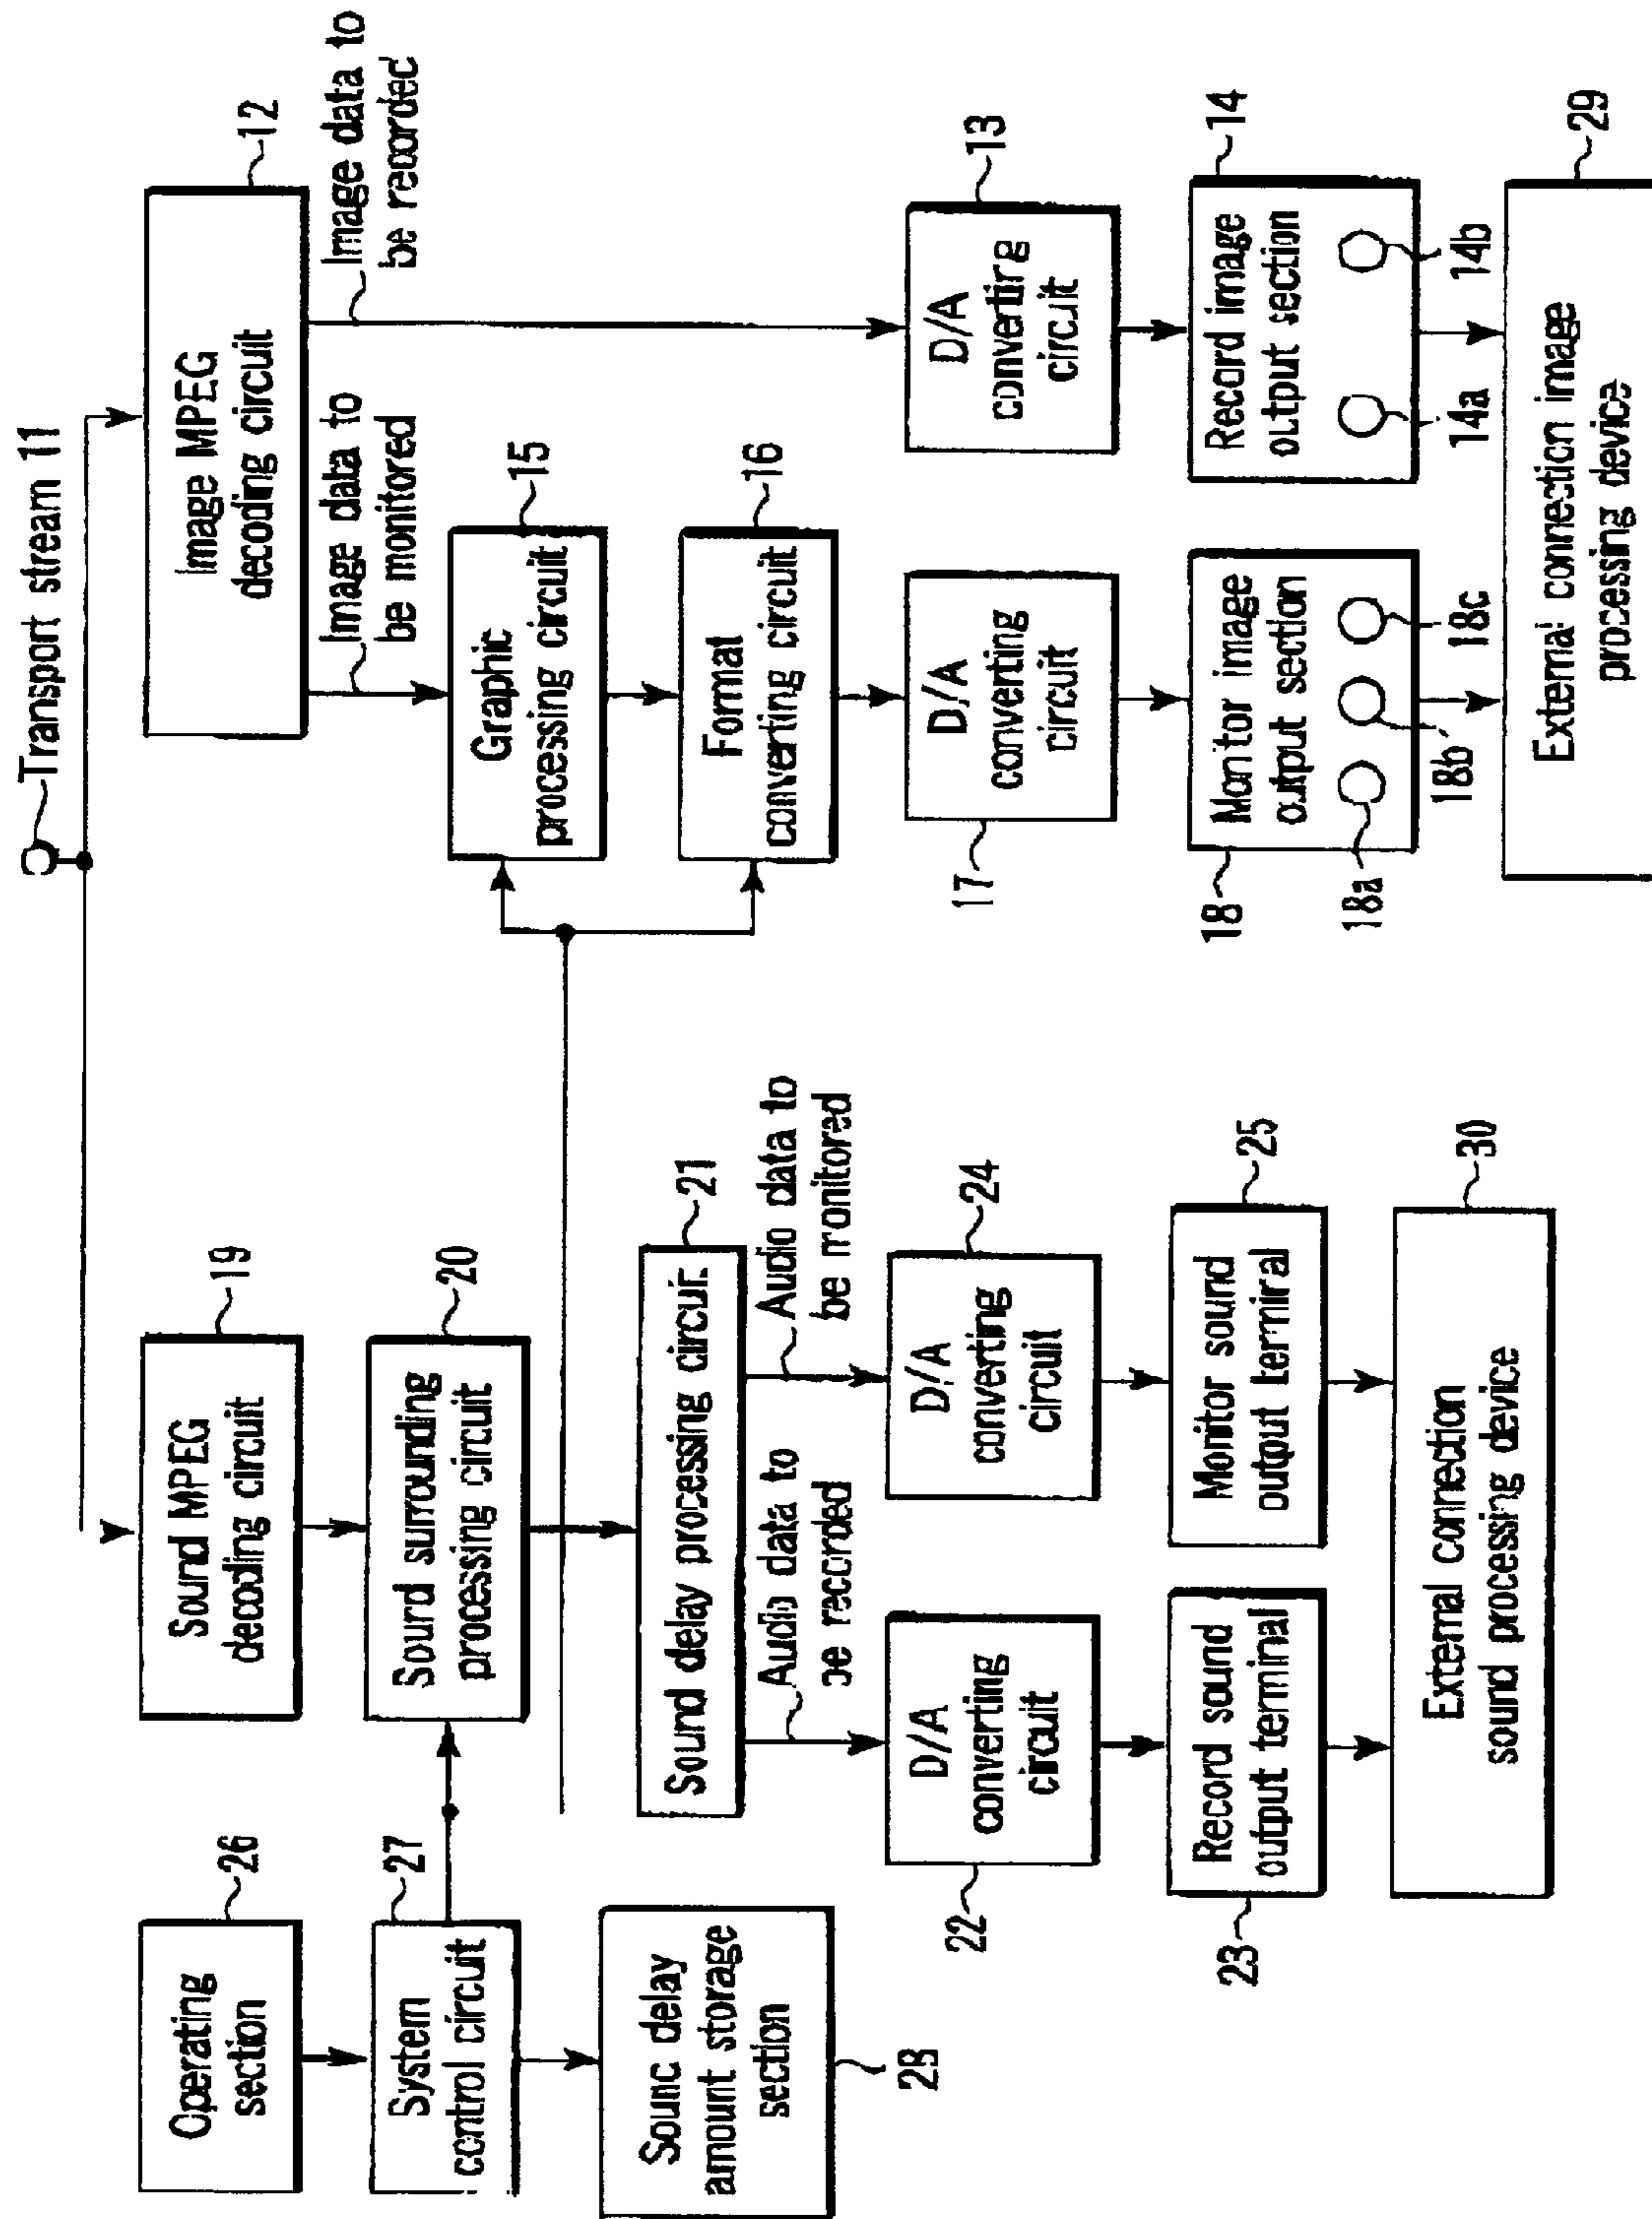 Transport stream 11
12
Image MPEG
decoding circuit
Image data to
be monitored
Image data to
be recorded
15
Graphic
processing circuit
16
Format
converting circuit
17
D/A
converting
circuit
13
D/A
converting
circuit
18
Monitor image
output section
18a
18b
18c
14
Record image
output section
14a
14b
29
External connection image
processing device
19
Sound MPEG
decoding circuit
20
Sound surrounding
processing circuit
21
Sound delay processing circuit
Audio data to
be recorded
Audio data to
be monitored
22
D/A
converting
circuit
24
D/A
converting
circuit
23
Record sound
output terminal
25
Monitor sound
output terminal
30
External connection
sound processing device
26
Operating
section
27
System
control circuit
28
Sound delay
amount storage
section